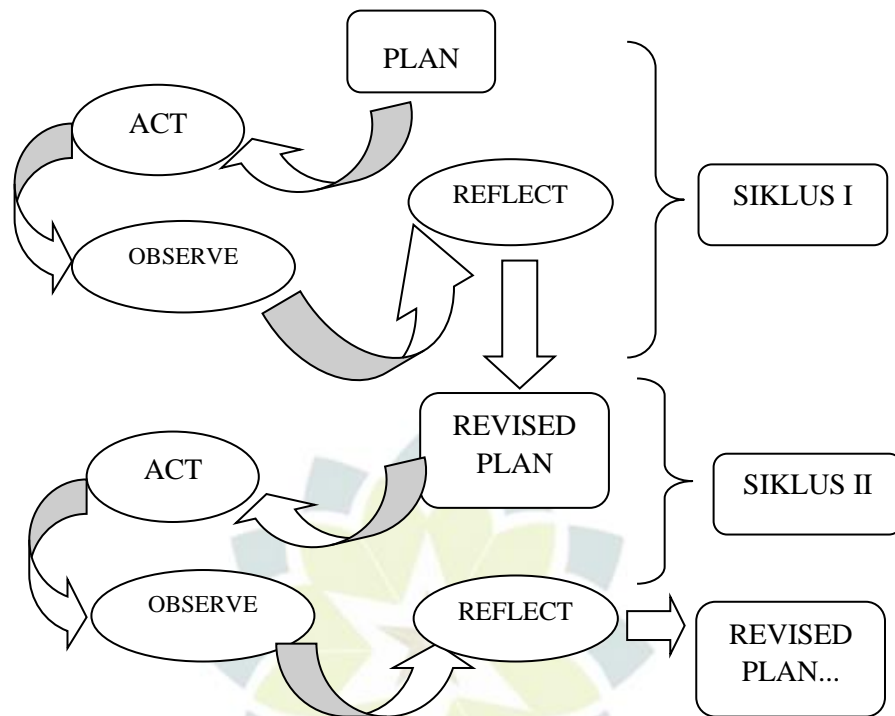 PLAN
ACT
REFLECT
SIKLUS I
OBSERVE
REVISED
PLAN
ACT
SIKLUS II
OBSERVE
REFLECT
REVISED
PLAN...